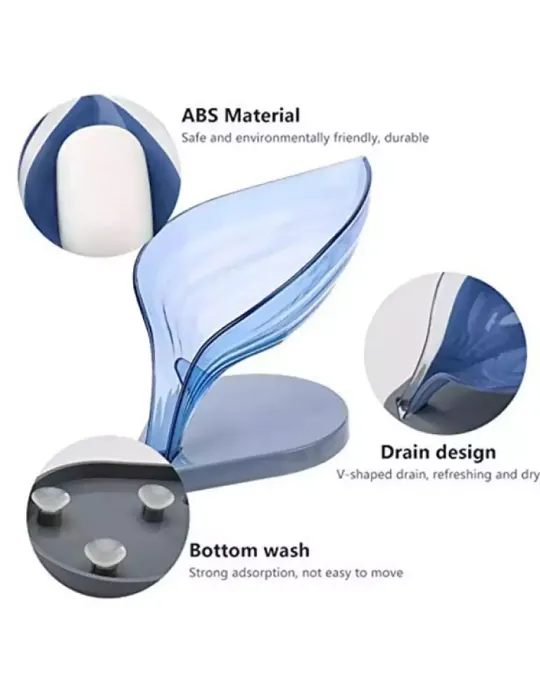 ABS Material
Safe and environmentally friendly, durable
Drain design
V-shaped drain, refreshing and dry
Bottom wash
Strong adsorption, not easy to move